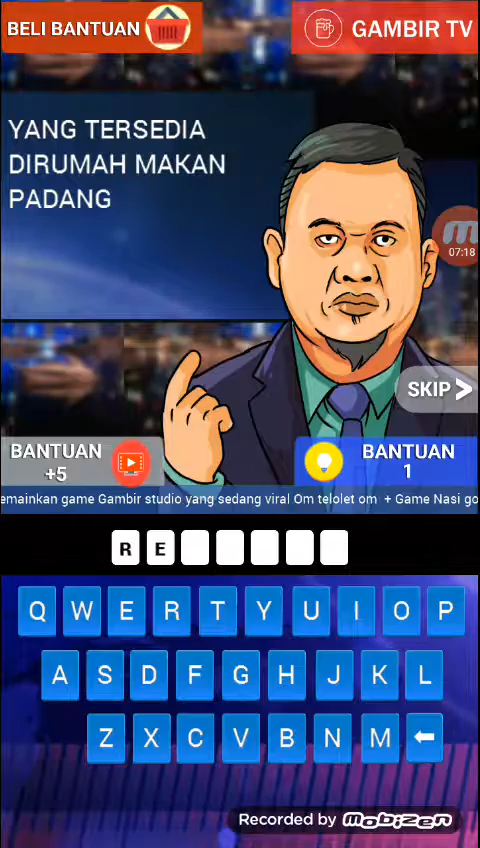 BELI BANTUAN
GAMBIR TV
YANG TERSEDIA
DIRUMAH MAKAN
PADANG
07:18
SKIP
BANTUAN
+5
BANTUAN
1
emainkan game Gambir studio yang sedang viral Om telolet om + Game Nasi go
R E
Q W E R T Y U I O P
A S D F G H J K L
Z X C V B N M
Recorded by mobizen